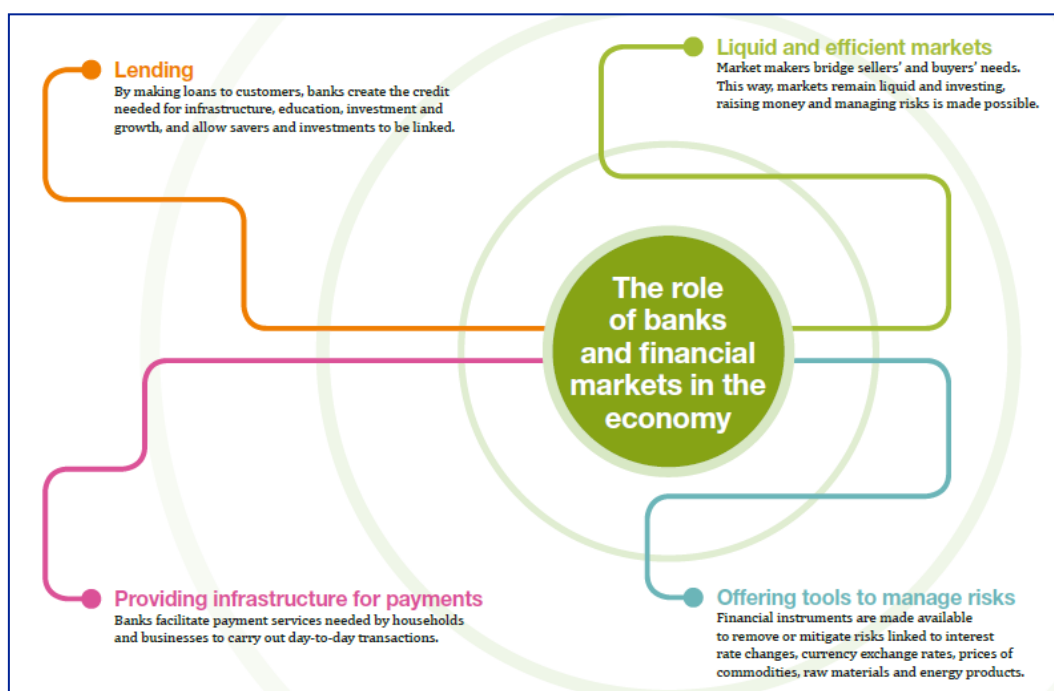 Lending
By making loans to customers, banks create the credit
needed for infrastructure, education, investment and
growth, and allow savers and investments to be linked.
Liquid and efficient markets
Market makers bridge sellers' and buyers' needs.
This way, markets remain liquid and investing,
raising money and managing risks is made possible.
The role
of banks
and financial
markets in the
economy
Providing infrastructure for payments
Banks facilitate payment services needed by households
and businesses to carry out day-to-day transactions.
Offering tools to manage risks
Financial instruments are made available
to remove or mitigate risks linked to interest
rate changes, currency exchange rates, prices of
commodities, raw materials and energy products.